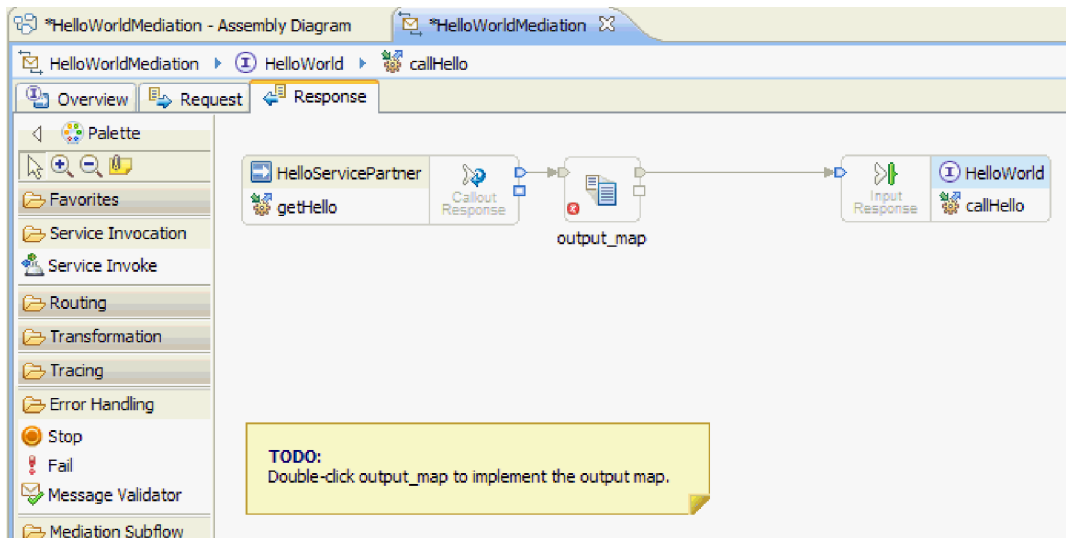 *HelloWorldMediation - Assembly Diagram
*HelloWorldMediation
HelloWorldMediation
HelloWorld
callHello
Overview
Request
Response
Palette
Favorites
Service Invocation
Service Invoke
Routing
Transformation
Tracing
Error Handling
Stop
Fail
Message Validator
Mediation Subflow
HelloServicePartner
getHello
Callout
Response
output_map
Input
Response
HelloWorld
callHello
TODO:
Double-click output_map to implement the output map.